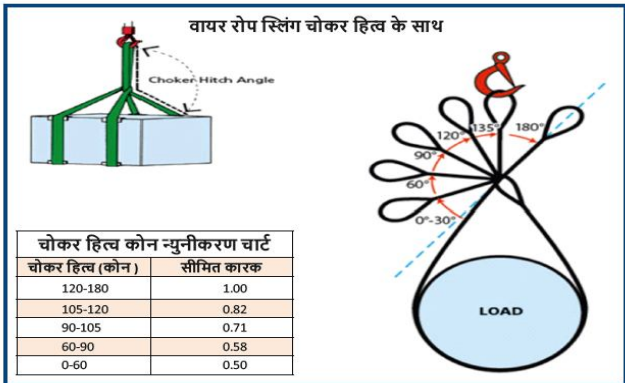 वायर रोप स्लिंग चोकर हित्व के साथ
Choker Hitch Angle
180°
135°
120°
90°
60°
0°-30°
LOAD
चोकर हित्व कोन न्युनीकरण चार्ट
चोकर हित्व (कोन ) सीमित कारक
120-180 1.00
105-120 0.82
90-105 0.71
60-90 0.58
0-60 0.50